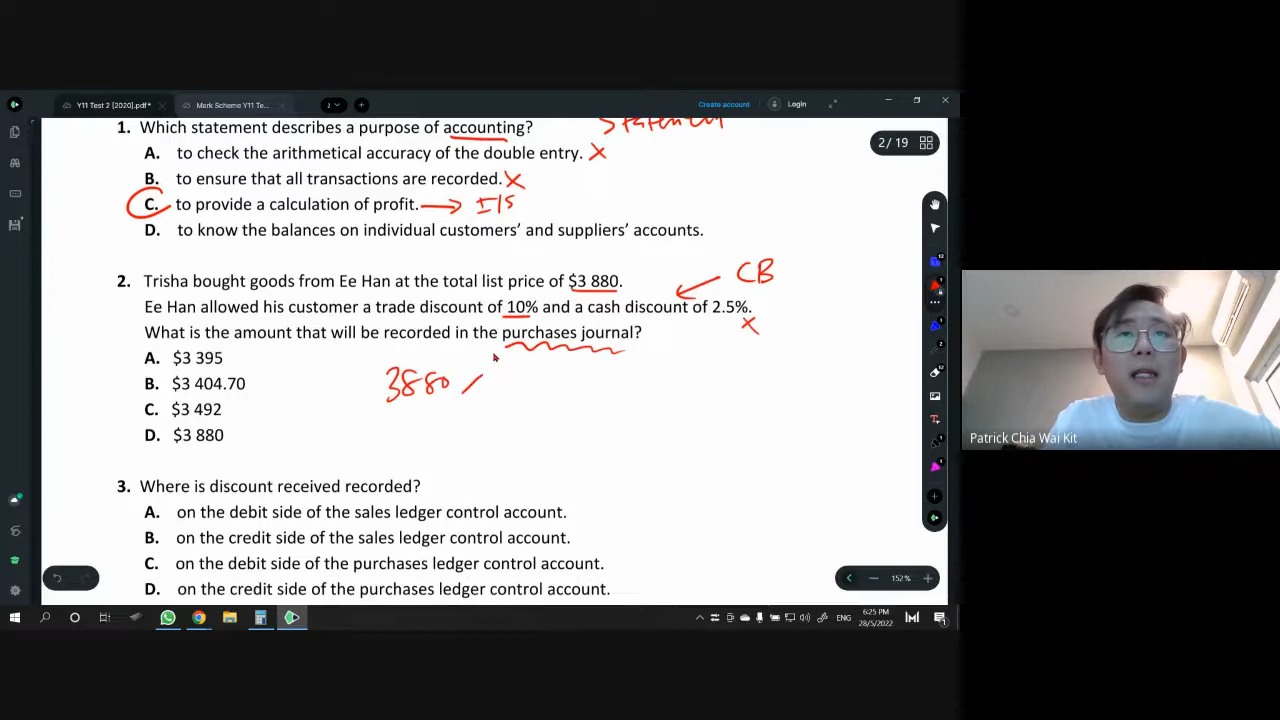 Y11 Test 2 [2020].pdf*
Mark Scheme Y11 Te...
2
Create account
Login
1. Which statement describes a purpose of accounting?
Statement
2/ 19
A. to check the arithmetical accuracy of the double entry. X
B. to ensure that all transactions are recorded. X
C. to provide a calculation of profit. → I/S
D. to know the balances on individual customers’ and suppliers’ accounts.
2. Trisha bought goods from Ee Han at the total list price of $3 880.
CB
Ee Han allowed his customer a trade discount of 10% and a cash discount of 2.5%.
X
What is the amount that will be recorded in the purchases journal?
A. $3 395
B. $3 404.70
3880
C. $3 492
D. $3 880
Patrick Chia Wai Kit
3. Where is discount received recorded?
A. on the debit side of the sales ledger control account.
B. on the credit side of the sales ledger control account.
C. on the debit side of the purchases ledger control account.
D. on the credit side of the purchases ledger control account.
152%
ENG
6:25 PM
28/5/2022